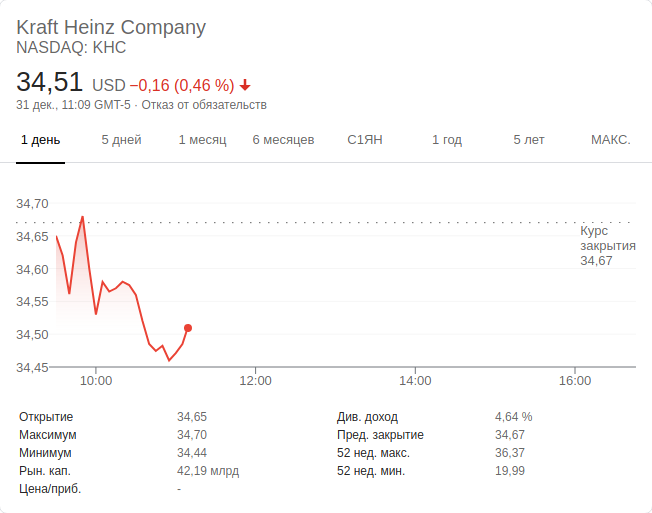 Kraft Heinz Company
NASDAQ: KHC
34,51 USD −0,16 (0,46 %)
31 дек., 11:09 GMT-5 · Отказ от обязательств
1 день 5 дней 1 месяц 6 месяцев С1ЯН 1 год 5 лет МАКС.
34,70
34,65
34,60
34,55
34,50
34,45
Курс
закрытия
34,67
10:00 12:00 14:00 16:00
Открытие 34,65 Див. доход 4,64 %
Максимум 34,70 Пред. закрытие 34,67
Минимум 34,44 52 нед. макс. 36,37
Рын. кап. 42,19 млрд 52 нед. мин. 19,99
Цена/приб. -